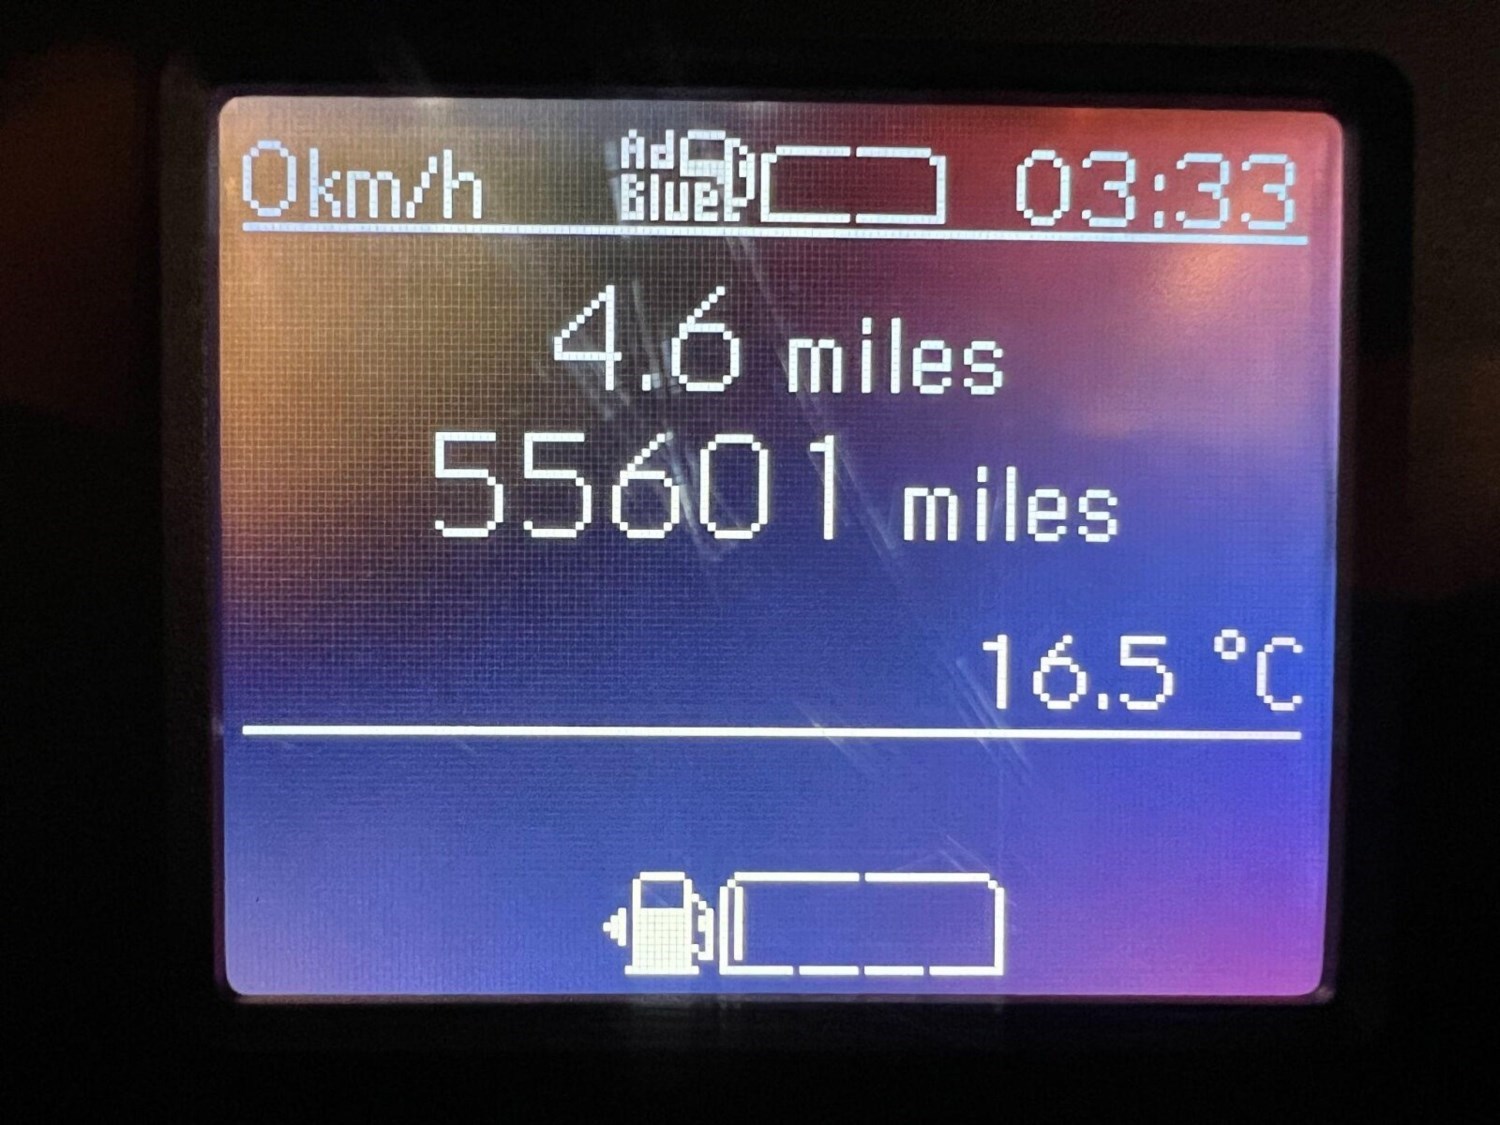 0km/h Ad Blue 03:33
4.6 miles
55601 miles
16.5 °C